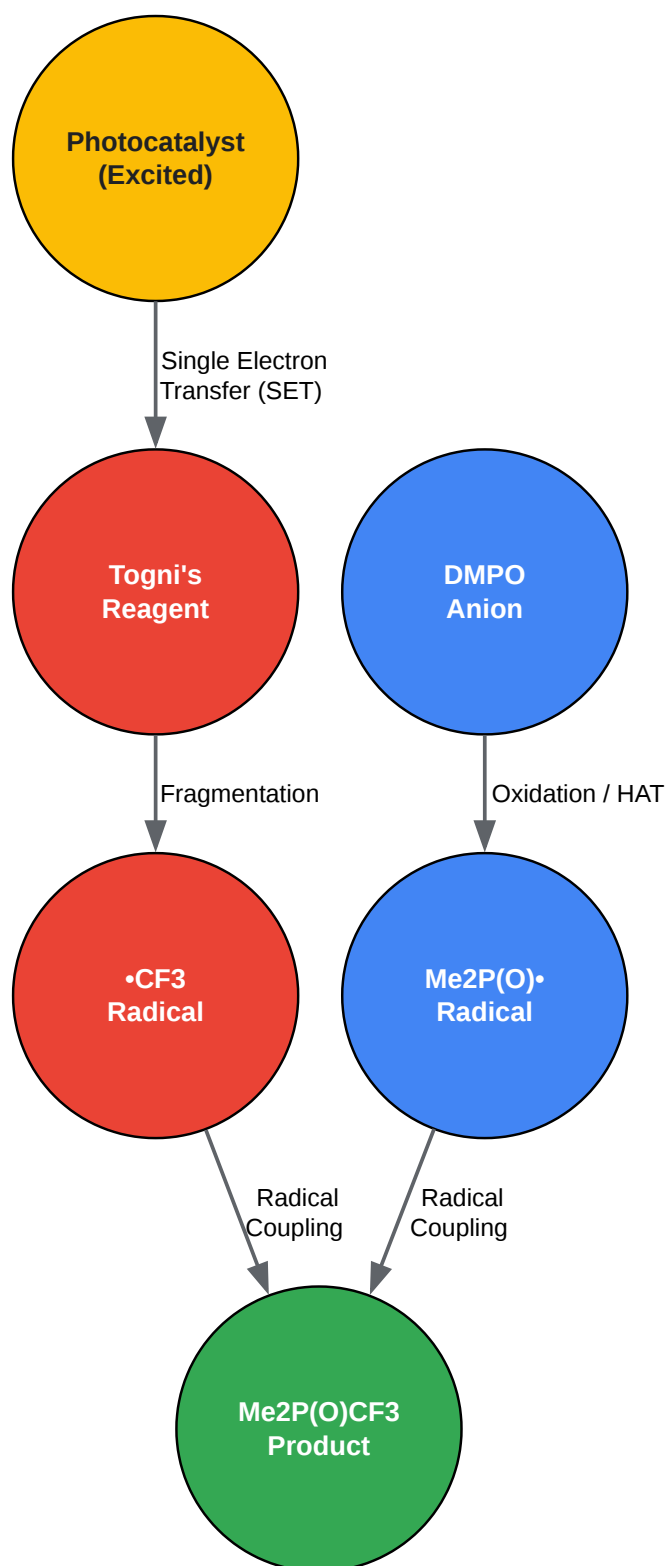 Photocatalyst
(Excited)
Single Electron
Transfer (SET)
Togni's
Reagent
DMPO
Anion
Fragmentation
Oxidation / HAT
•CF3
Radical
Me2P(O)•
Radical
Radical
Coupling
Radical
Coupling
Me2P(O)CF3
Product